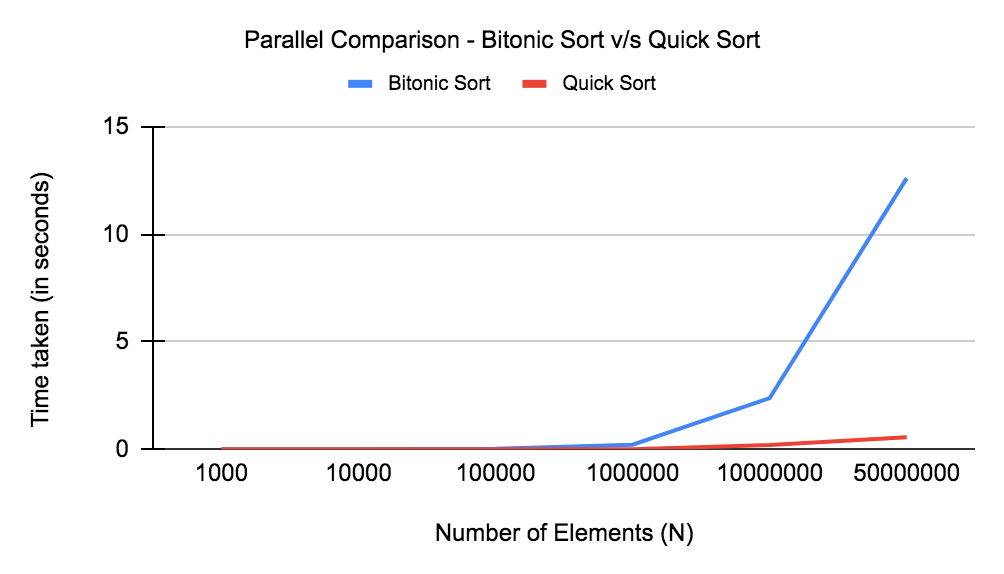 Parallel Comparison - Bitonic Sort v/s Quick Sort
Bitonic Sort Quick Sort
15
10
5
0
Time taken (in seconds)
1000 10000 100000 1000000 10000000 50000000
Number of Elements (N)